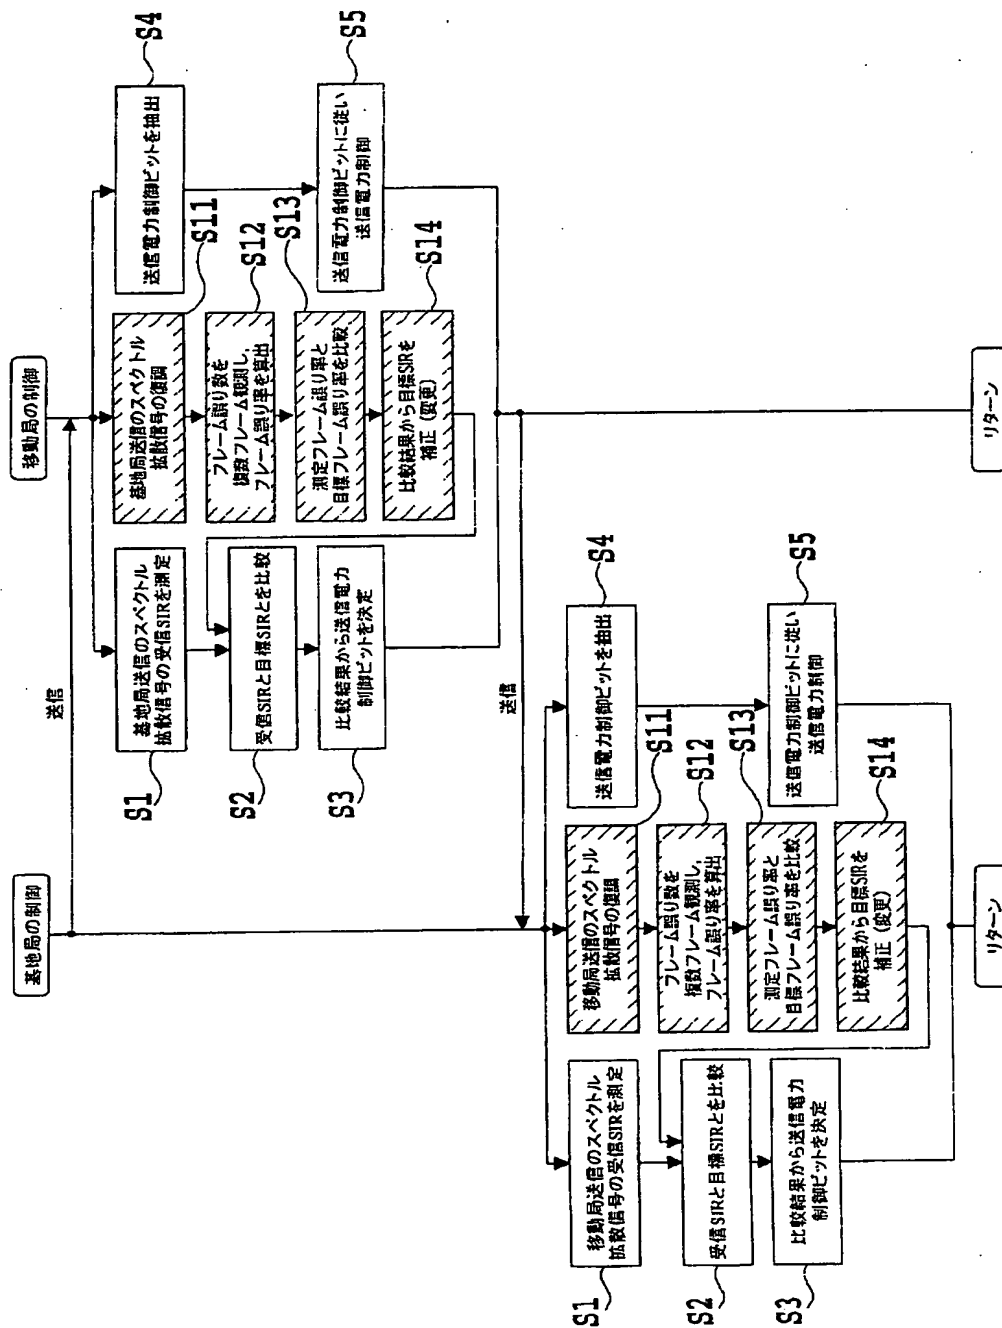 基地局の制御
移動局の制御
送信
S1
基地局送信のスペクトル
拡散信号の受信SIRを測定
S2
受信SIRと目標SIRとを比較
S3
比較結果から送信電力
制御ビットを決定
S11
基地局送信のスペクトル
拡散信号の復調
S12
フレーム誤り数を
複数フレーム観測し,
フレーム誤り率を算出
S13
測定フレーム誤り率と
目標フレーム誤り率を比較
S14
比較結果から目標SIRを
補正(変更)
S4
送信電力制御ビットを抽出
S5
送信電力制御ビットに従い
送信電力制御
送信
S1
移動局送信のスペクトル
拡散信号の受信SIRを測定
S2
受信SIRと目標SIRとを比較
S3
比較結果から送信電力
制御ビットを決定
S11
移動局送信のスペクトル
拡散信号の復調
S12
フレーム誤り数を
複数フレーム観測し,
フレーム誤り率を算出
S13
測定フレーム誤り率と
目標フレーム誤り率を比較
S14
比較結果から目標SIRを
補正(変更)
S4
送信電力制御ビットを抽出
S5
送信電力制御ビットに従い
送信電力制御
リターン
リターン